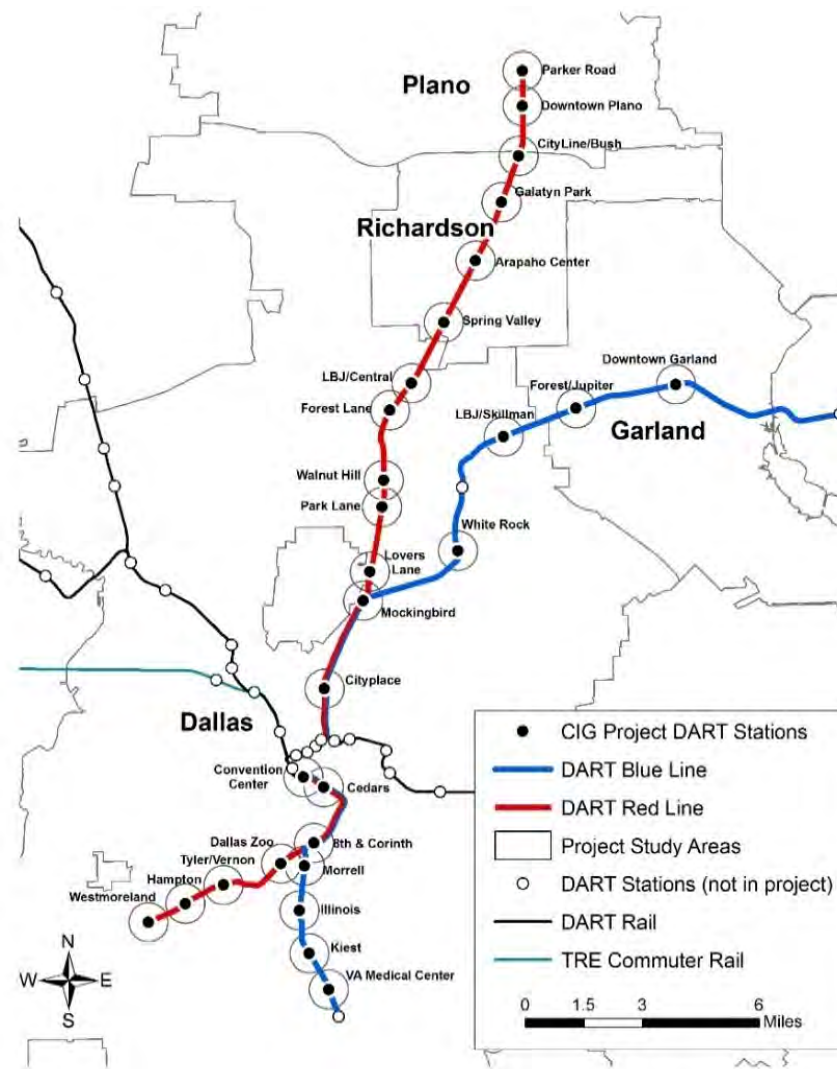 Parker Road
Plano
Downtown Plano
CityLine/Bush
Galatyn Park
Richardson
Arapaho Center
Spring Valley
LBJ/Central
Downtown Garland
Forest/Jupiter
Forest Lane
LBJ/Skillman
Garland
Walnut Hill
Park Lane
White Rock
Lovers
Lane
Mockingbird
Cityplace
Dallas
Convention
Center
Cedars
8th & Corinth
Dallas Zoo
Tyler/Vernon
Morrell
Hampton
Westmoreland
Illinois
Kiest
VA Medical Center
N
W
E
S
CIG Project DART Stations
DART Blue Line
DART Red Line
Project Study Areas
DART Stations (not in project)
DART Rail
TRE Commuter Rail
0 1.5 3 6
Miles